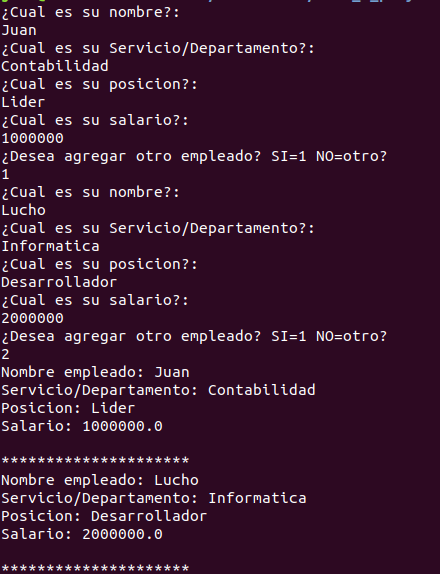 ¿Cual es su nombre?:
Juan
¿Cual es su Servicio/Departamento?:
Contabilidad
¿Cual es su posicion?:
Lider
¿Cual es su salario?:
1000000
¿Desea agregar otro empleado? SI=1 NO=otro?
1
¿Cual es su nombre?:
Lucho
¿Cual es su Servicio/Departamento?:
Informatica
¿Cual es su posicion?:
Desarrollador
¿Cual es su salario?:
2000000
¿Desea agregar otro empleado? SI=1 NO=otro?
2
Nombre empleado: Juan
Servicio/Departamento: Contabilidad
Posicion: Lider
Salario: 1000000.0
*********************
Nombre empleado: Lucho
Servicio/Departamento: Informatica
Posicion: Desarrollador
Salario: 2000000.0
*********************